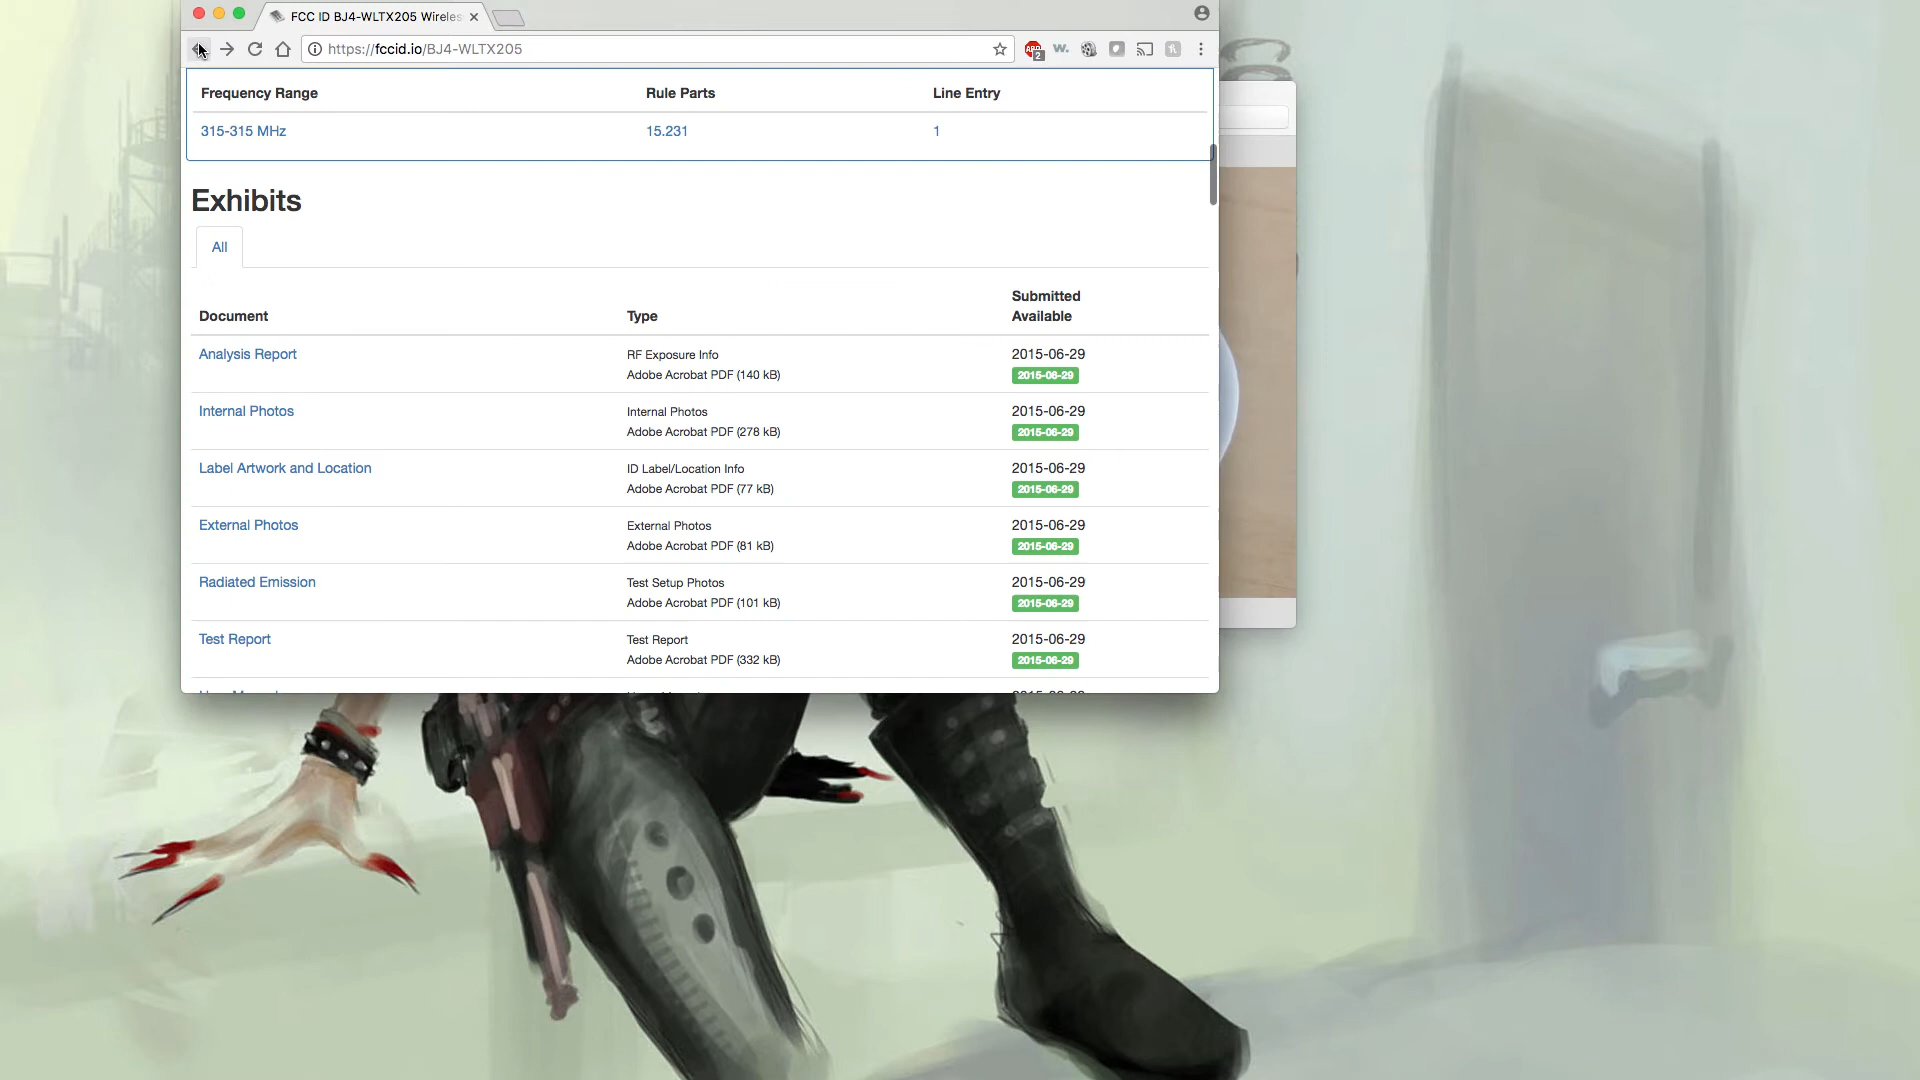 FCC ID BJ4-WLTX205 Wireles
https://fccid.io/BJ4-WLTX205
ABP
2
W.
Frequency Range Rule Parts Line Entry
315-315 MHz 15.231 1
Exhibits
All
Submitted
Document Type Available
Analysis Report RF Exposure Info 2015-06-29
Adobe Acrobat PDF (140 kB) 2015-06-29
Internal Photos Internal Photos 2015-06-29
Adobe Acrobat PDF (278 kB) 2015-06-29
Label Artwork and Location ID Label/Location Info 2015-06-29
Adobe Acrobat PDF (77 kB) 2015-06-29
External Photos External Photos 2015-06-29
Adobe Acrobat PDF (81 kB) 2015-06-29
Radiated Emission Test Setup Photos 2015-06-29
Adobe Acrobat PDF (101 kB) 2015-06-29
Test Report Test Report 2015-06-29
Adobe Acrobat PDF (332 kB) 2015-06-29